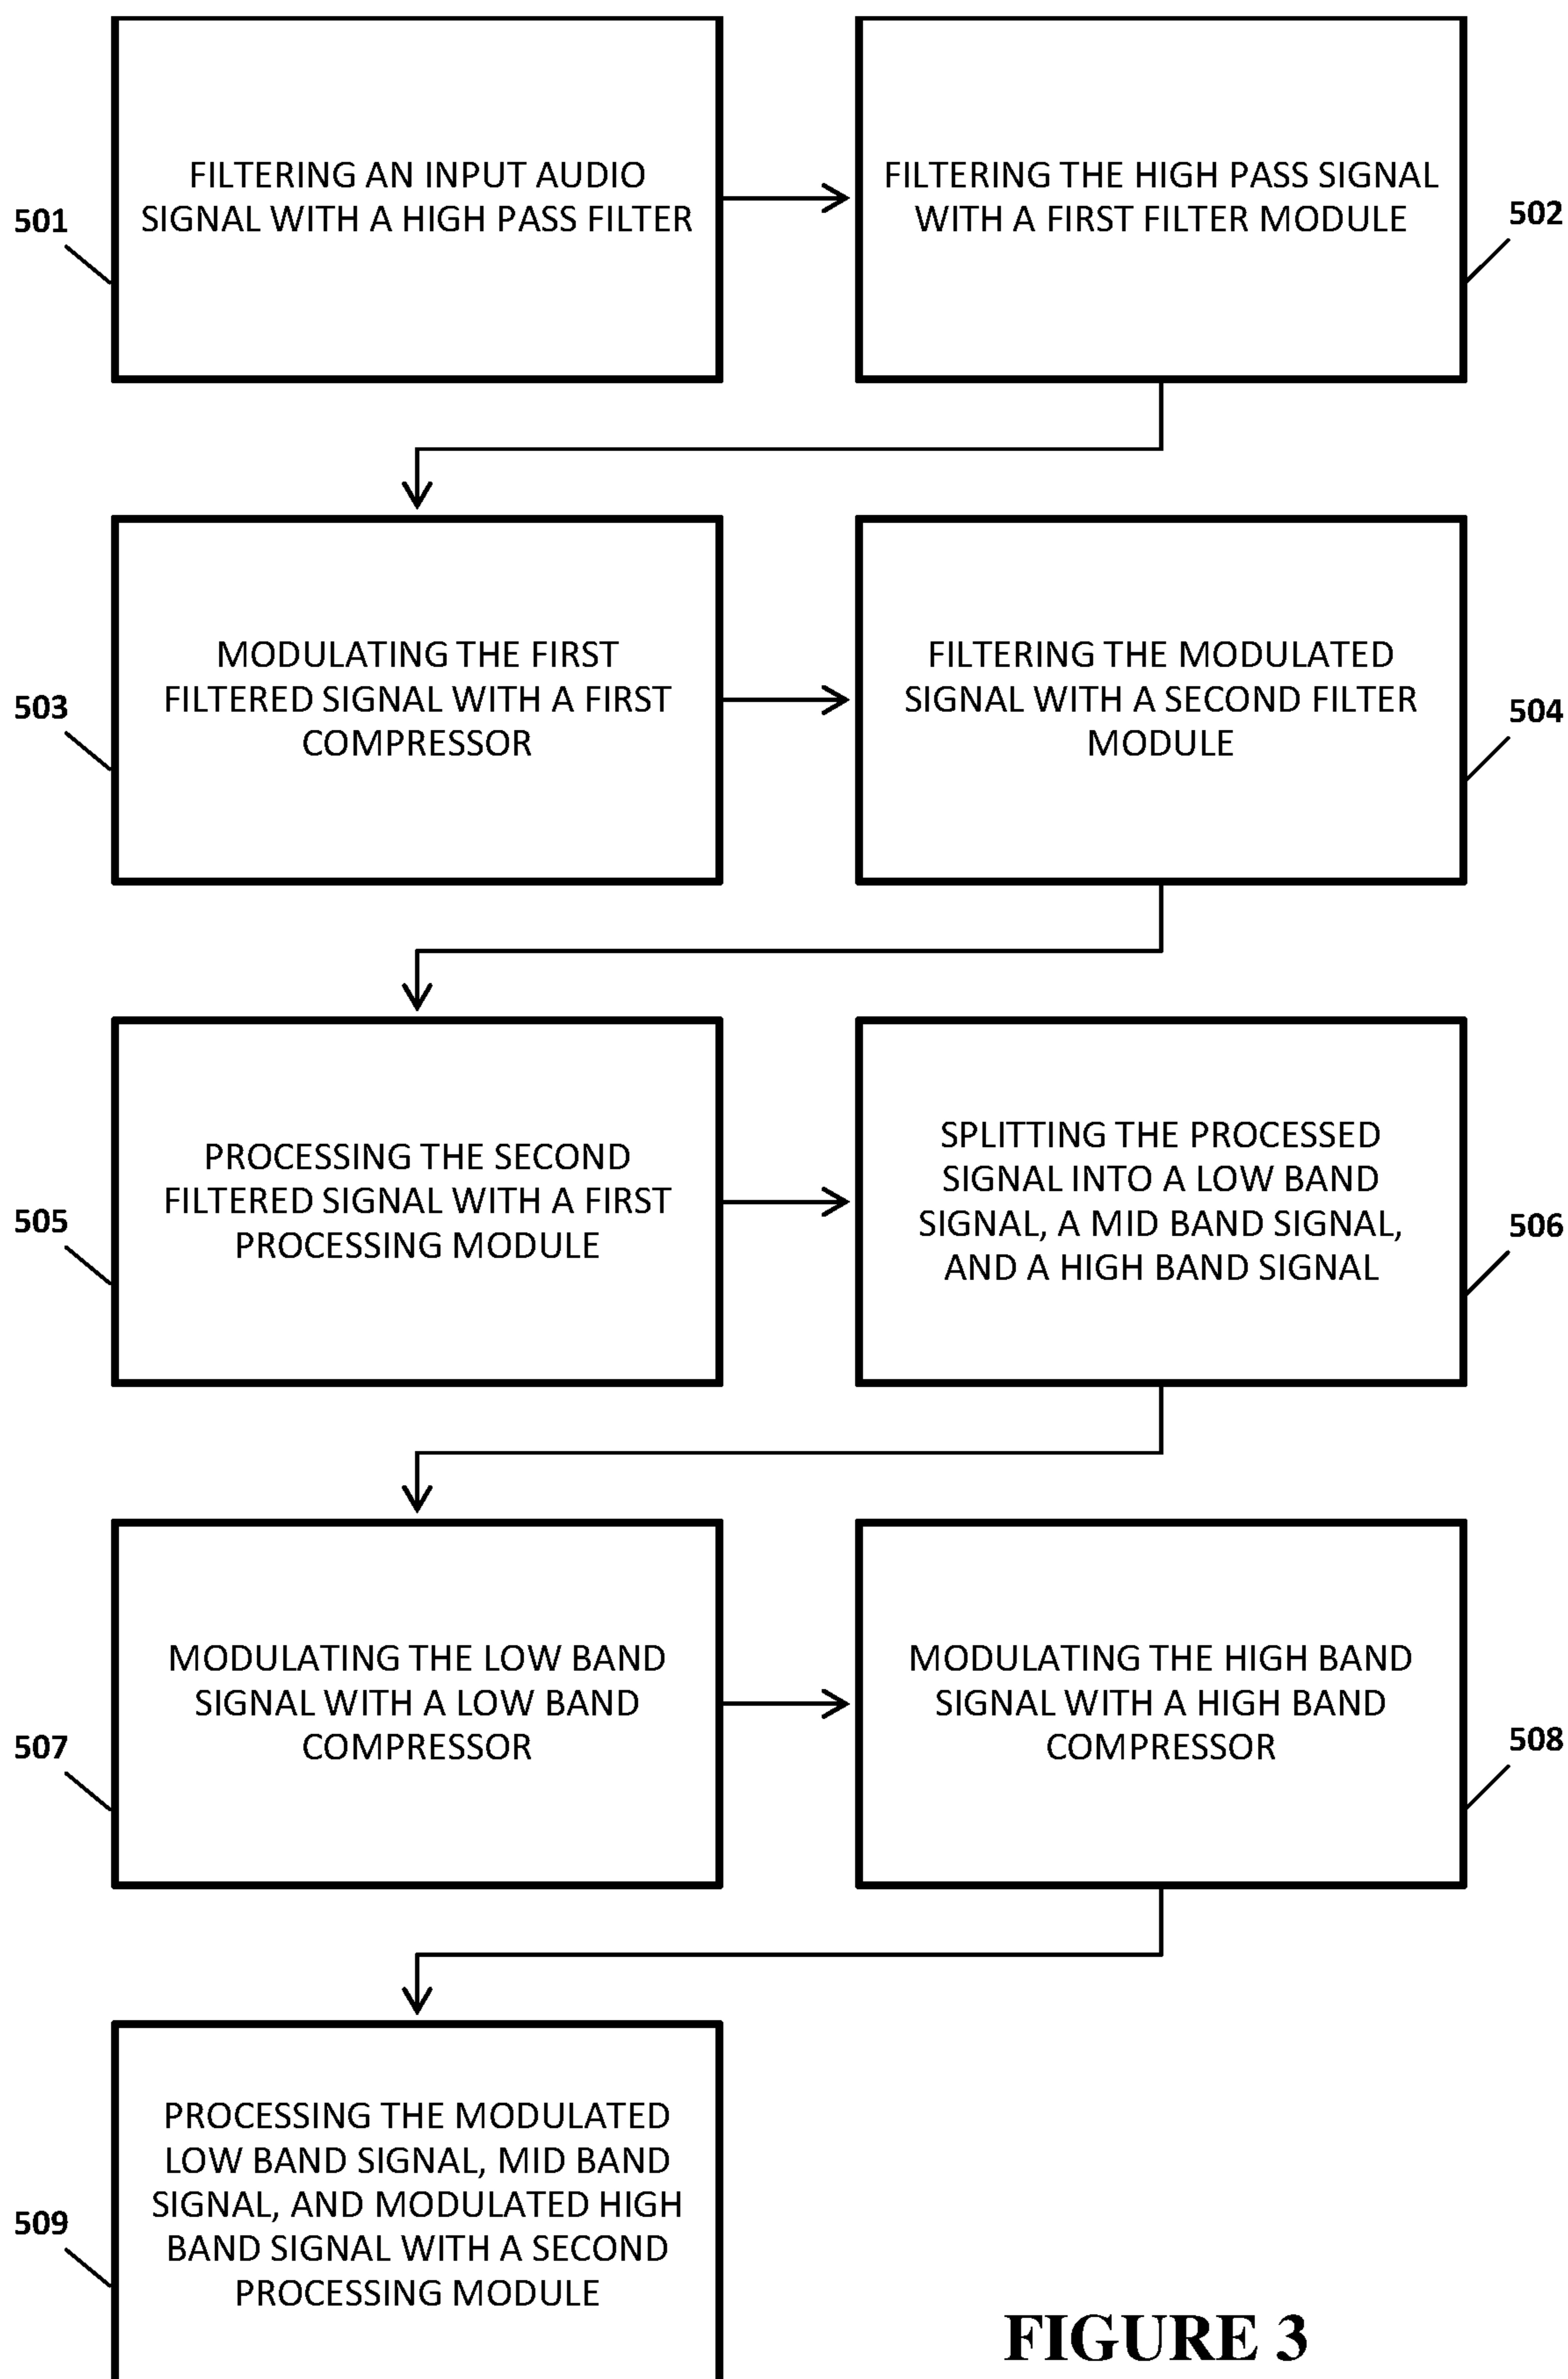 FILTERING AN INPUT AUDIO
SIGNAL WITH A HIGH PASS FILTER
501
FILTERING THE HIGH PASS SIGNAL
WITH A FIRST FILTER MODULE
502
MODULATING THE FIRST
FILTERED SIGNAL WITH A FIRST
COMPRESSOR
503
FILTERING THE MODULATED
SIGNAL WITH A SECOND FILTER
MODULE
504
PROCESSING THE SECOND
FILTERED SIGNAL WITH A FIRST
PROCESSING MODULE
505
SPLITTING THE PROCESSED
SIGNAL INTO A LOW BAND
SIGNAL, A MID BAND SIGNAL,
AND A HIGH BAND SIGNAL
506
MODULATING THE LOW BAND
SIGNAL WITH A LOW BAND
COMPRESSOR
507
MODULATING THE HIGH BAND
SIGNAL WITH A HIGH BAND
COMPRESSOR
508
PROCESSING THE MODULATED
LOW BAND SIGNAL, MID BAND
SIGNAL, AND MODULATED HIGH
BAND SIGNAL WITH A SECOND
PROCESSING MODULE
509
FIGURE 3